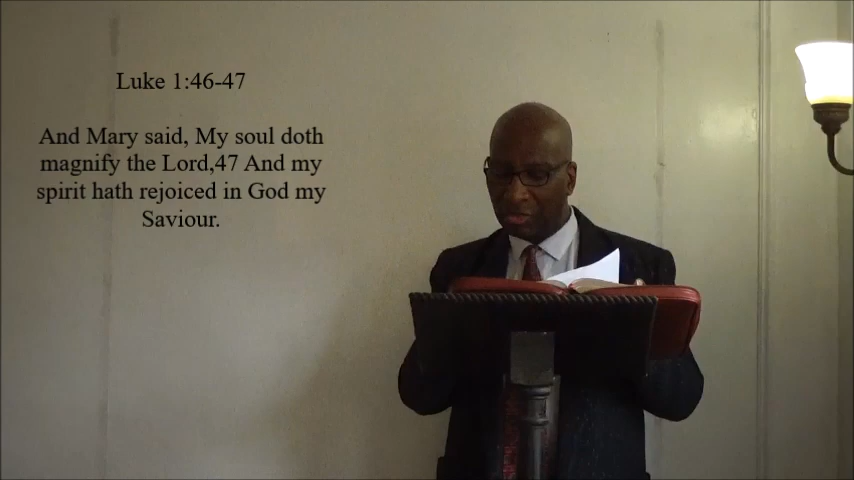 Luke 1:46-47
And Mary said, My soul doth
magnify the Lord,47 And my
spirit hath rejoiced in God my
Saviour.